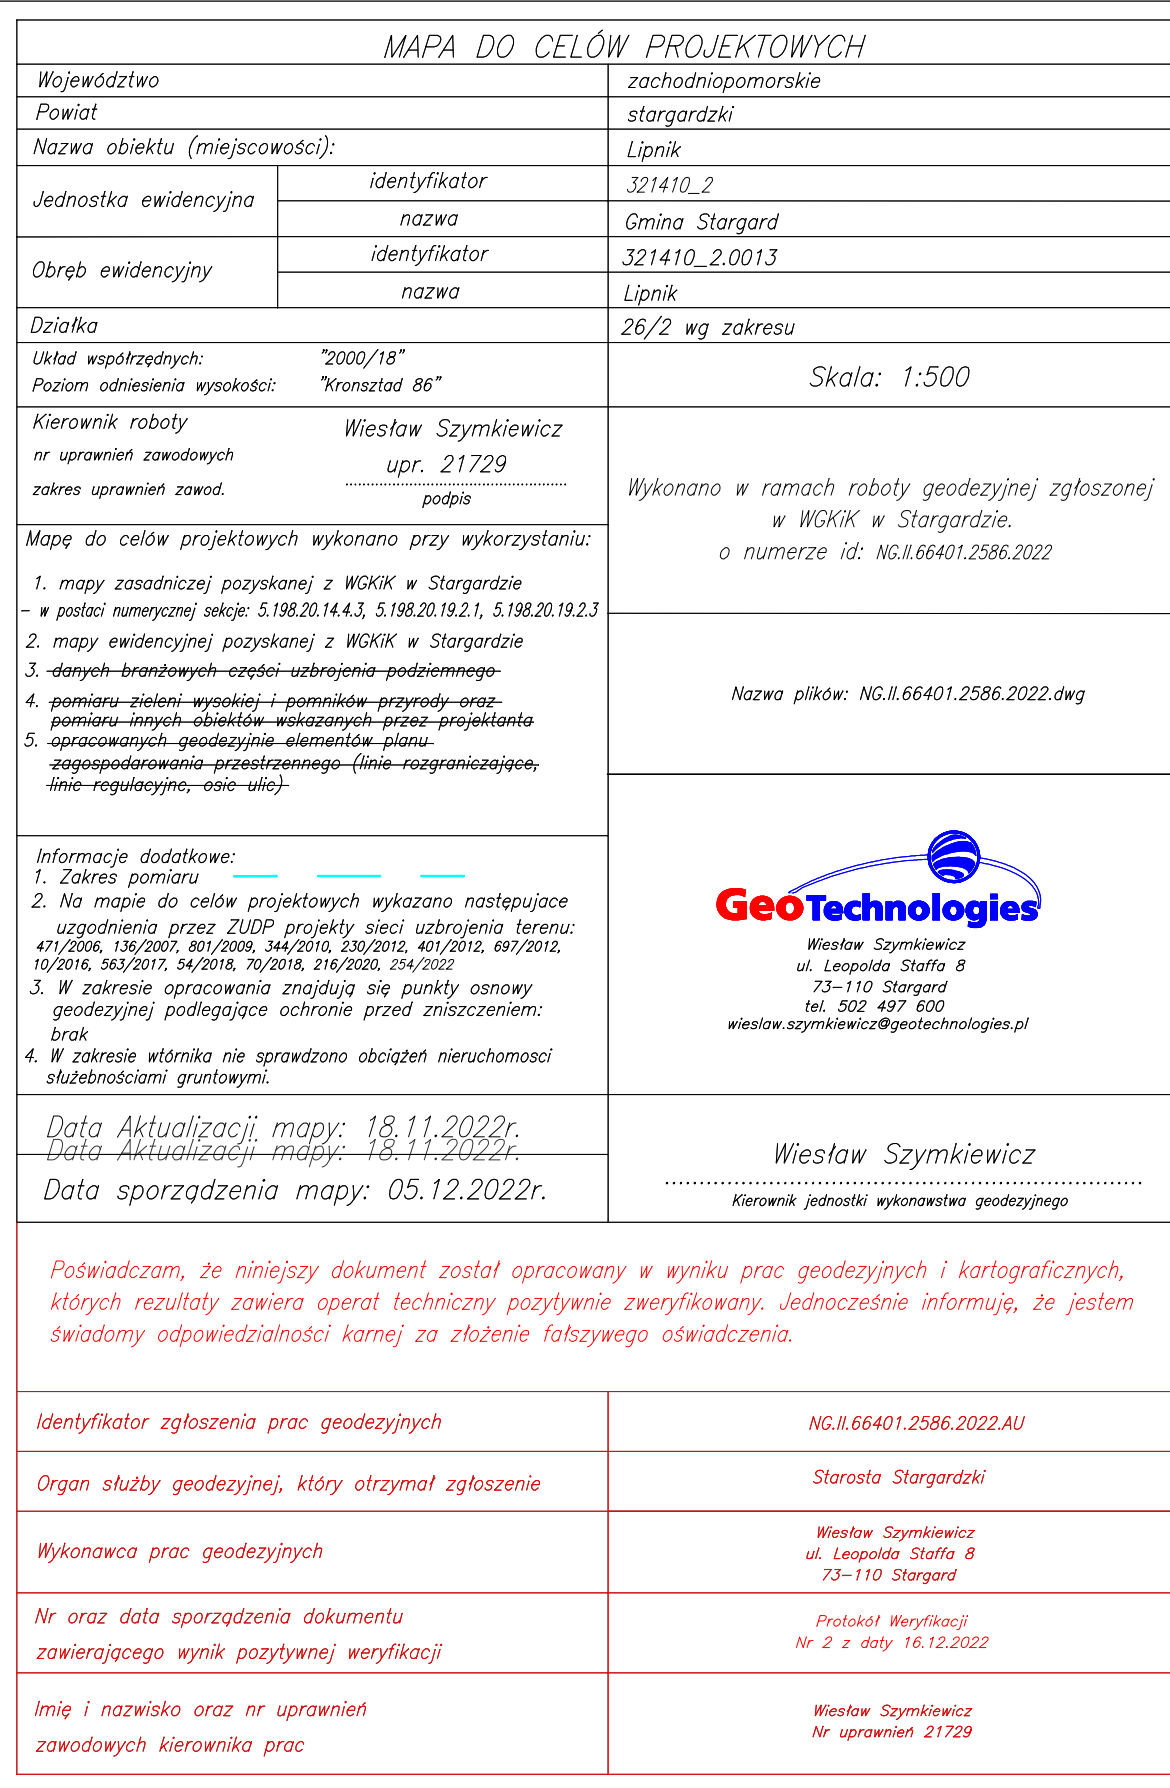 MAPA DO CELÓW PROJEKTOWYCH
Województwo
zachodniopomorskie
Powiat
stargardzki
Nazwa obiektu (miejscowości):
Lipnik
Jednostka ewidencyjna
identyfikator
321410_2
nazwa
Gmina Stargard
Obręb ewidencyjny
identyfikator
321410_2.0013
nazwa
Lipnik
Działka
26/2 wg zakresu
Układ współrzędnych: "2000/18"
Poziom odniesienia wysokości: "Kronsztad 86"
Skala: 1:500
Kierownik roboty
nr uprawnień zawodowych
zakres uprawnień zawod.
Wiesław Szymkiewicz
upr. 21729
podpis
Wykonano w ramach roboty geodezyjnej zgłoszonej
w WGKiK w Stargardzie.
o numerze id: NG.II.66401.2586.2022
Mapę do celów projektowych wykonano przy wykorzystaniu:
1. mapy zasadniczej pozyskanej z WGKiK w Stargardzie
- w postaci numerycznej sekcje: 5.198.20.14.4.3, 5.198.20.19.2.1, 5.198.20.19.2.3
2. mapy ewidencyjnej pozyskanej z WGKiK w Stargardzie
3. danych branżowych części uzbrojenia podziemnego
4. pomiaru zieleni wysokiej i pomników przyrody oraz
pomiaru innych obiektów wskazanych przez projektanta
5. opracowanych geodezyjnie elementów planu
zagospodarowania przestrzennego (linie rozgraniczające,
linie regulacyjne, osie ulic)
Nazwa plików: NG.II.66401.2586.2022.dwg
Informacje dodatkowe:
1. Zakres pomiaru
2. Na mapie do celów projektowych wykazano następujace
uzgodnienia przez ZUDP projekty sieci uzbrojenia terenu:
471/2006, 136/2007, 801/2009, 344/2010, 230/2012, 401/2012, 697/2012,
10/2016, 563/2017, 54/2018, 70/2018, 216/2020, 254/2022
3. W zakresie opracowania znajdują się punkty osnowy
geodezyjnej podlegające ochronie przed zniszczeniem:
brak
4. W zakresie wtórnika nie sprawdzono obciążeń nieruchomosci
służebnościami gruntowymi.
GeoTechnologies
Wiesław Szymkiewicz
ul. Leopolda Staffa 8
73-110 Stargard
tel. 502 497 600
wieslaw.szymkiewicz@geotechnologies.pl
Data Aktualizacji mapy: 18.11.2022r.
Data Aktualizacji mapy: 18.11.2022r.
Data sporządzenia mapy: 05.12.2022r.
Wiesław Szymkiewicz
Kierownik jednostki wykonawstwa geodezyjnego
Poświadczam, że niniejszy dokument został opracowany w wyniku prac geodezyjnych i kartograficznych,
których rezultaty zawiera operat techniczny pozytywnie zweryfikowany. Jednocześnie informuję, że jestem
świadomy odpowiedzialności karnej za złożenie fałszywego oświadczenia.
Identyfikator zgłoszenia prac geodezyjnych
NG.II.66401.2586.2022.AU
Organ służby geodezyjnej, który otrzymał zgłoszenie
Starosta Stargardzki
Wykonawca prac geodezyjnych
Wiesław Szymkiewicz
ul. Leopolda Staffa 8
73-110 Stargard
Nr oraz data sporządzenia dokumentu
zawierającego wynik pozytywnej weryfikacji
Protokół Weryfikacji
Nr 2 z daty 16.12.2022
Imię i nazwisko oraz nr uprawnień
zawodowych kierownika prac
Wiesław Szymkiewicz
Nr uprawnień 21729